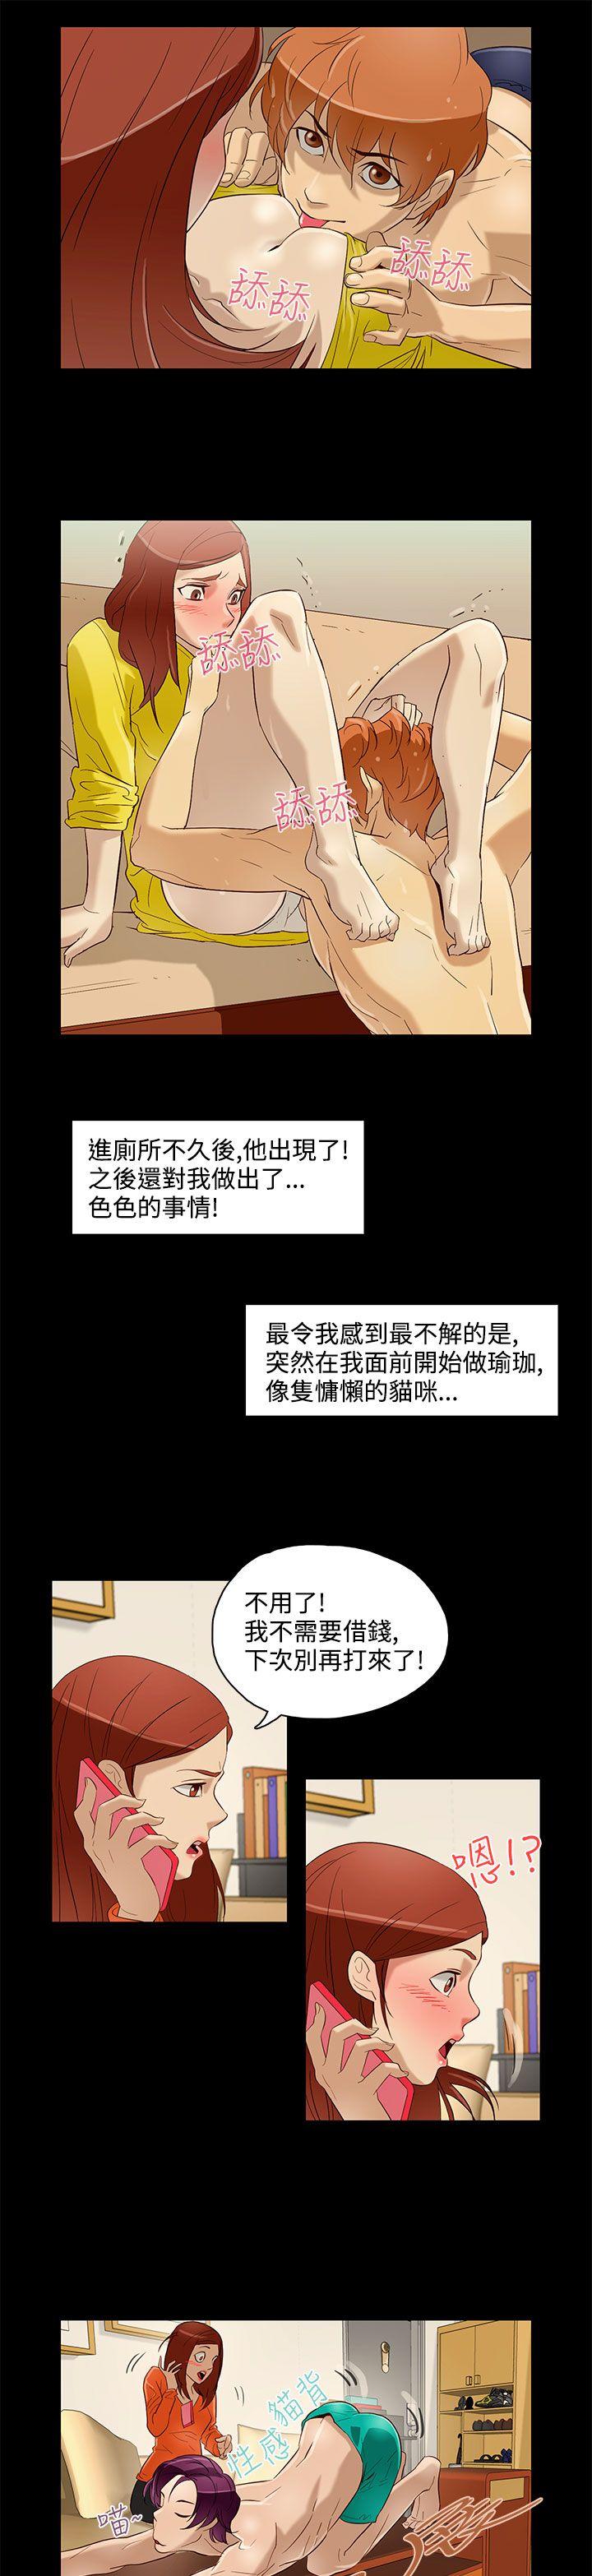 舔舔
舔舔
舔舔
舔舔
進廁所不久後,他出現了!
之後還對我做出了...
色色的事情!
最令我感到最不解的是,
突然在我面前開始做瑜珈,
像隻慵懶的貓咪...
不用了!
我不需要借錢,
下次別再打來了!
嗯!?
性感貓背
喵~